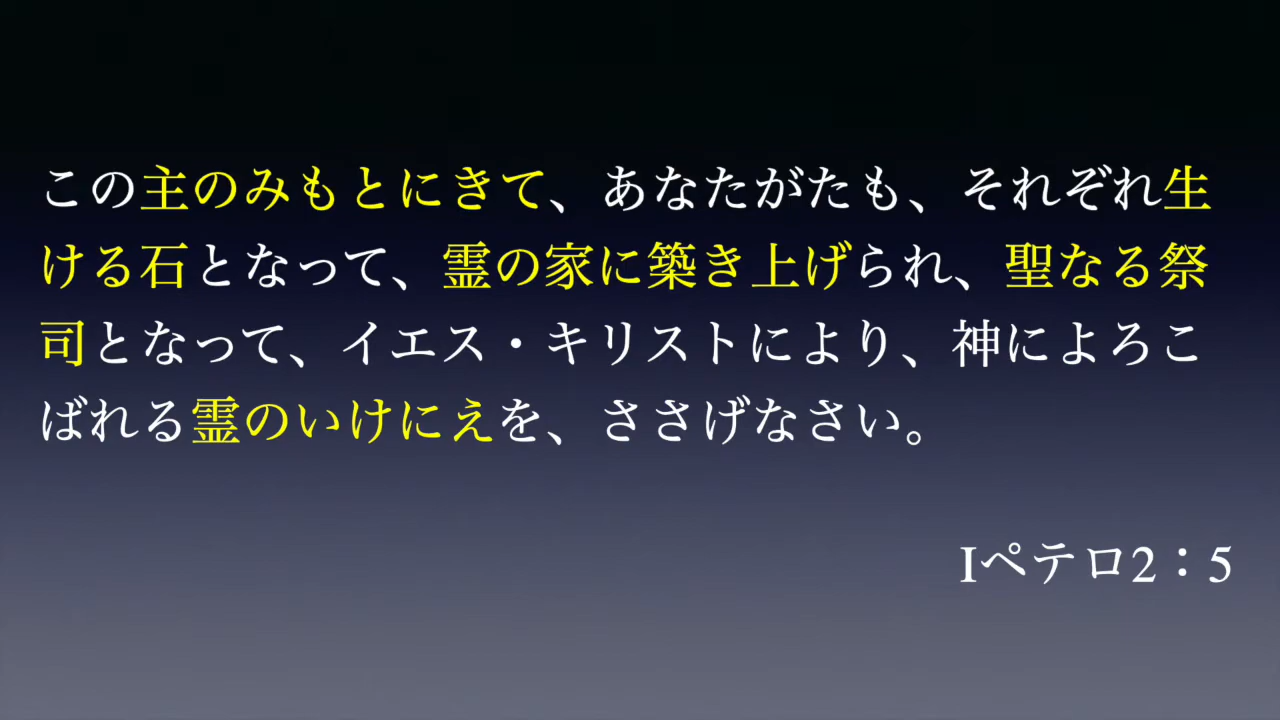 この主のみもとにきて、あなたがたも、それぞれ生
ける石となって、霊の家に築き上げられ、聖なる祭
司となって、イエス・キリストにより、神によろこ
ばれる霊のいけにえを、ささげなさい。
Iペテロ2：5